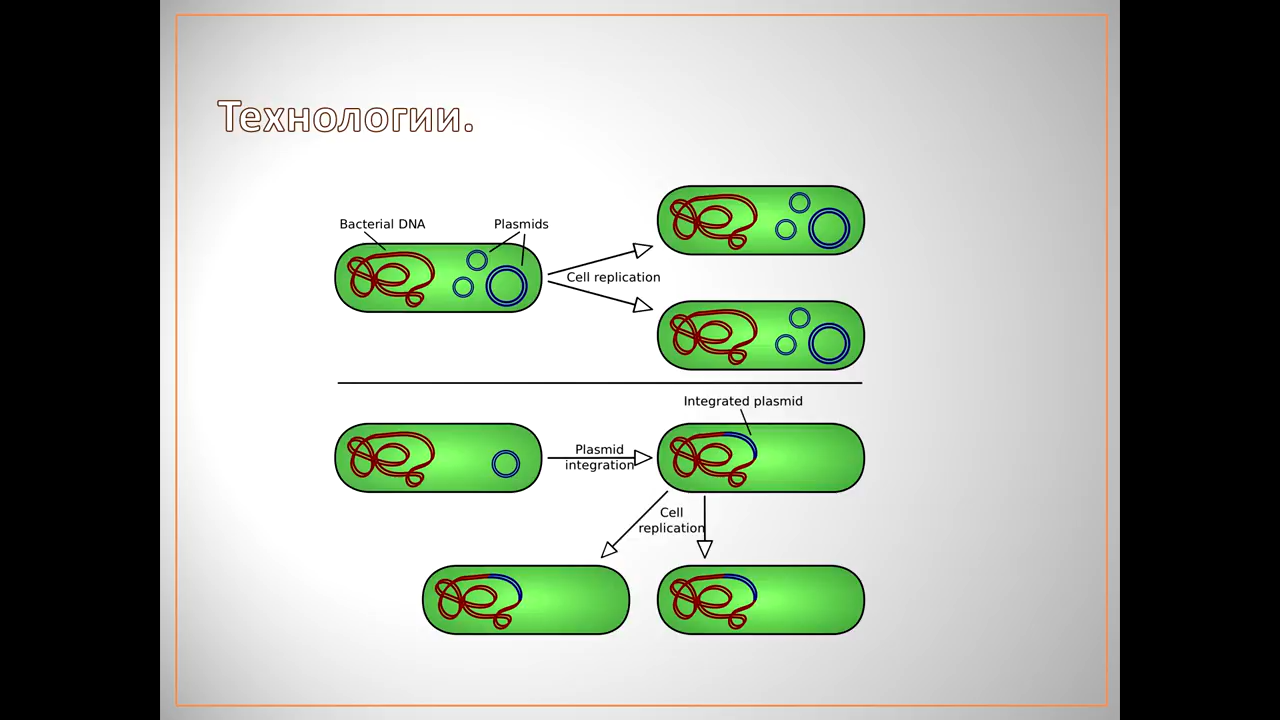 Технологии.
Bacterial DNA
Plasmids
Cell replication
Integrated plasmid
Plasmid
integration
Cell
replication